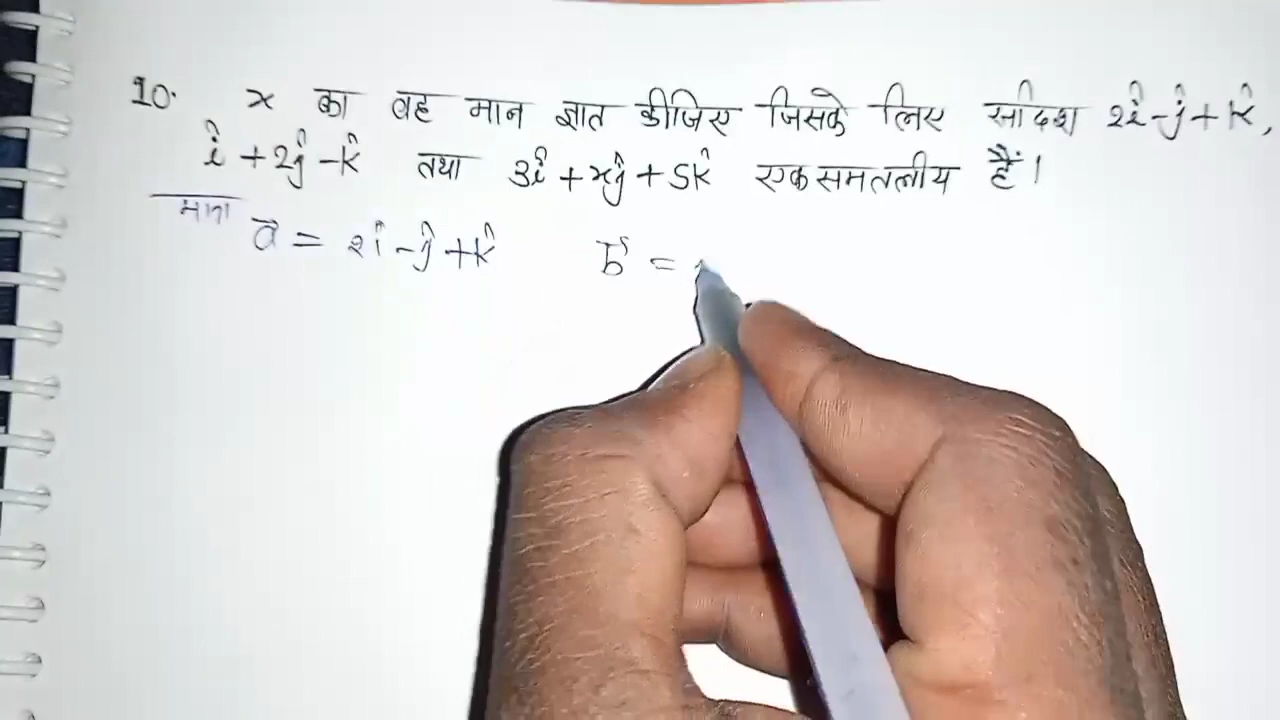 10. x का वह मान ज्ञात कीजिए जिसके लिए सदिश 2î-ĵ+k̂,
î+2ĵ-k̂ तथा 3î+xĵ+5k̂ एकसमतलीय हैं।
माना a⃗ = 2î-ĵ+k̂ b⃗ =